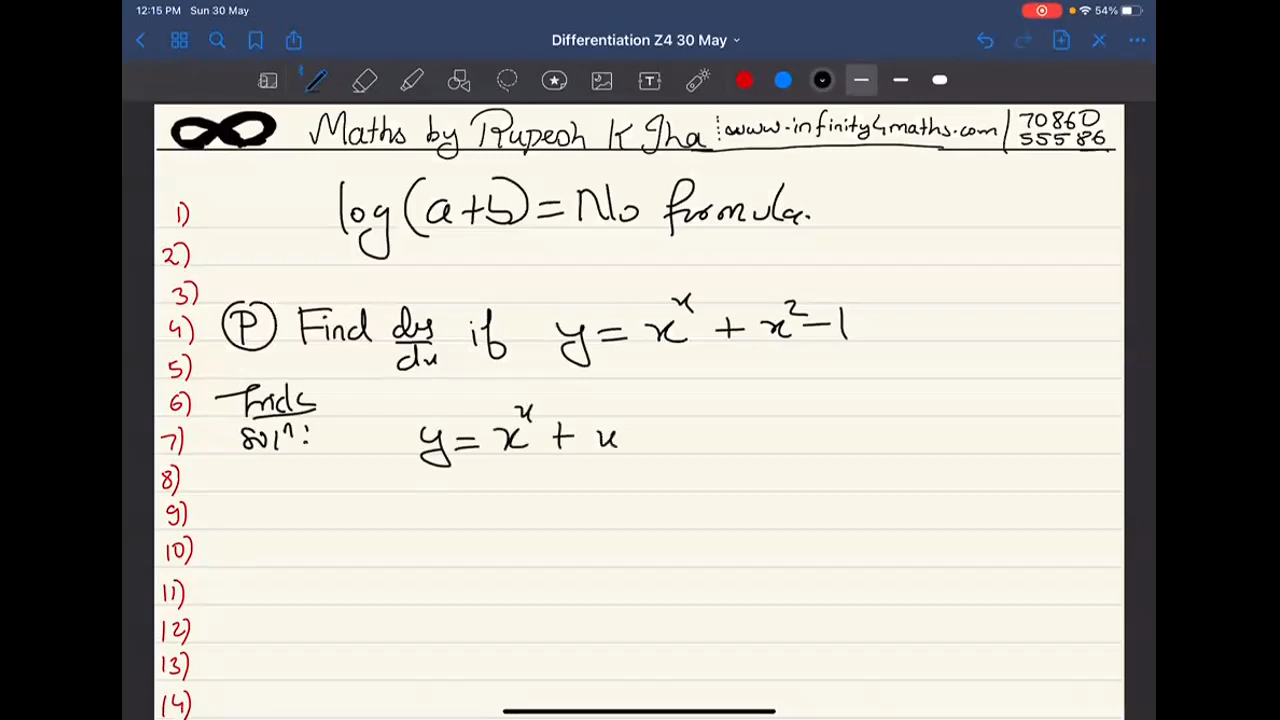 12:15 PM Sun 30 May 54%
Differentiation Z4 30 May
Maths by Rupesh K Jha www.infinity4maths.com 70860 55586
1) log(a+b) = No formula.
2)
3)
4) (P) Find dy/dx if y = x^x + x^2 - 1
5)
6)
7) sol^n: y = x^x + x
8)
9)
10)
11)
12)
13)
14)